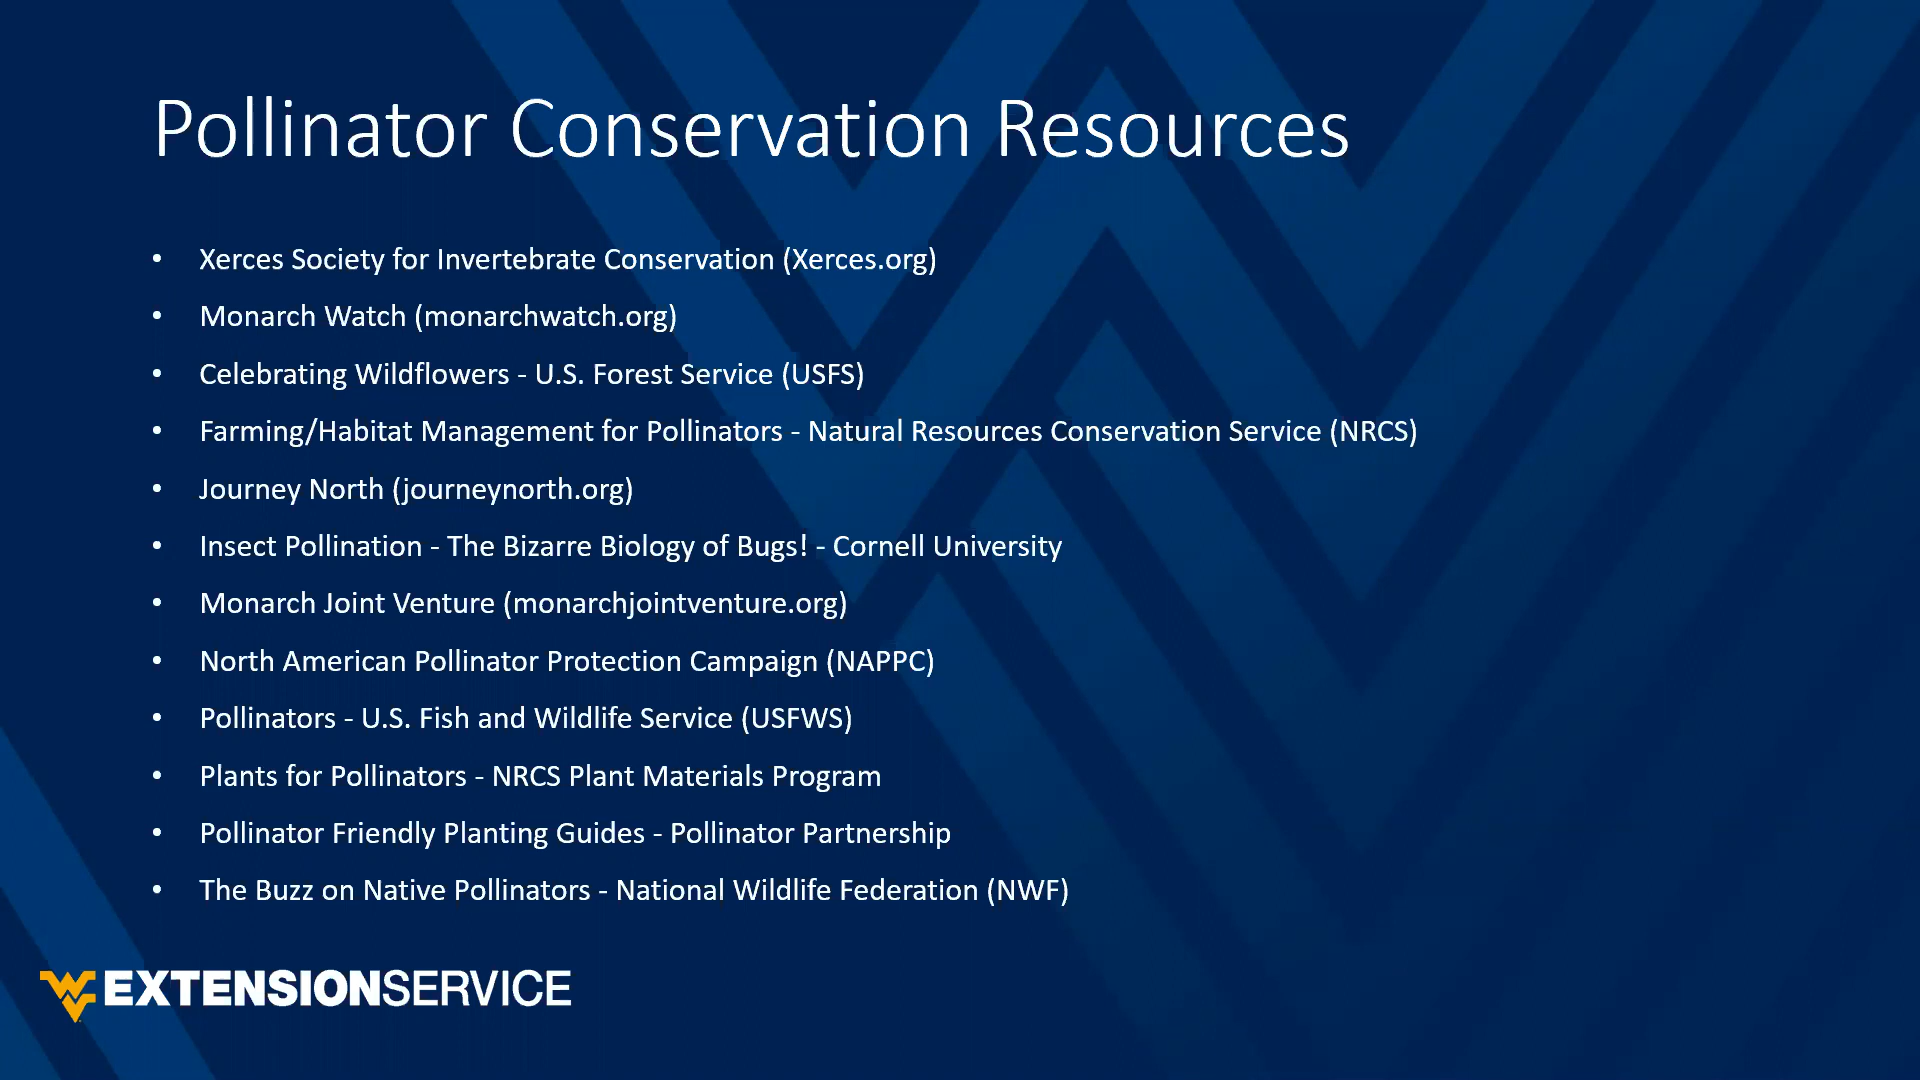 Pollinator Conservation Resources
• Xerces Society for Invertebrate Conservation (Xerces.org)
• Monarch Watch (monarchwatch.org)
• Celebrating Wildflowers - U.S. Forest Service (USFS)
• Farming/Habitat Management for Pollinators - Natural Resources Conservation Service (NRCS)
• Journey North (journeynorth.org)
• Insect Pollination - The Bizarre Biology of Bugs! - Cornell University
• Monarch Joint Venture (monarchjointventure.org)
• North American Pollinator Protection Campaign (NAPPC)
• Pollinators - U.S. Fish and Wildlife Service (USFWS)
• Plants for Pollinators - NRCS Plant Materials Program
• Pollinator Friendly Planting Guides - Pollinator Partnership
• The Buzz on Native Pollinators - National Wildlife Federation (NWF)
WV EXTENSIONSERVICE